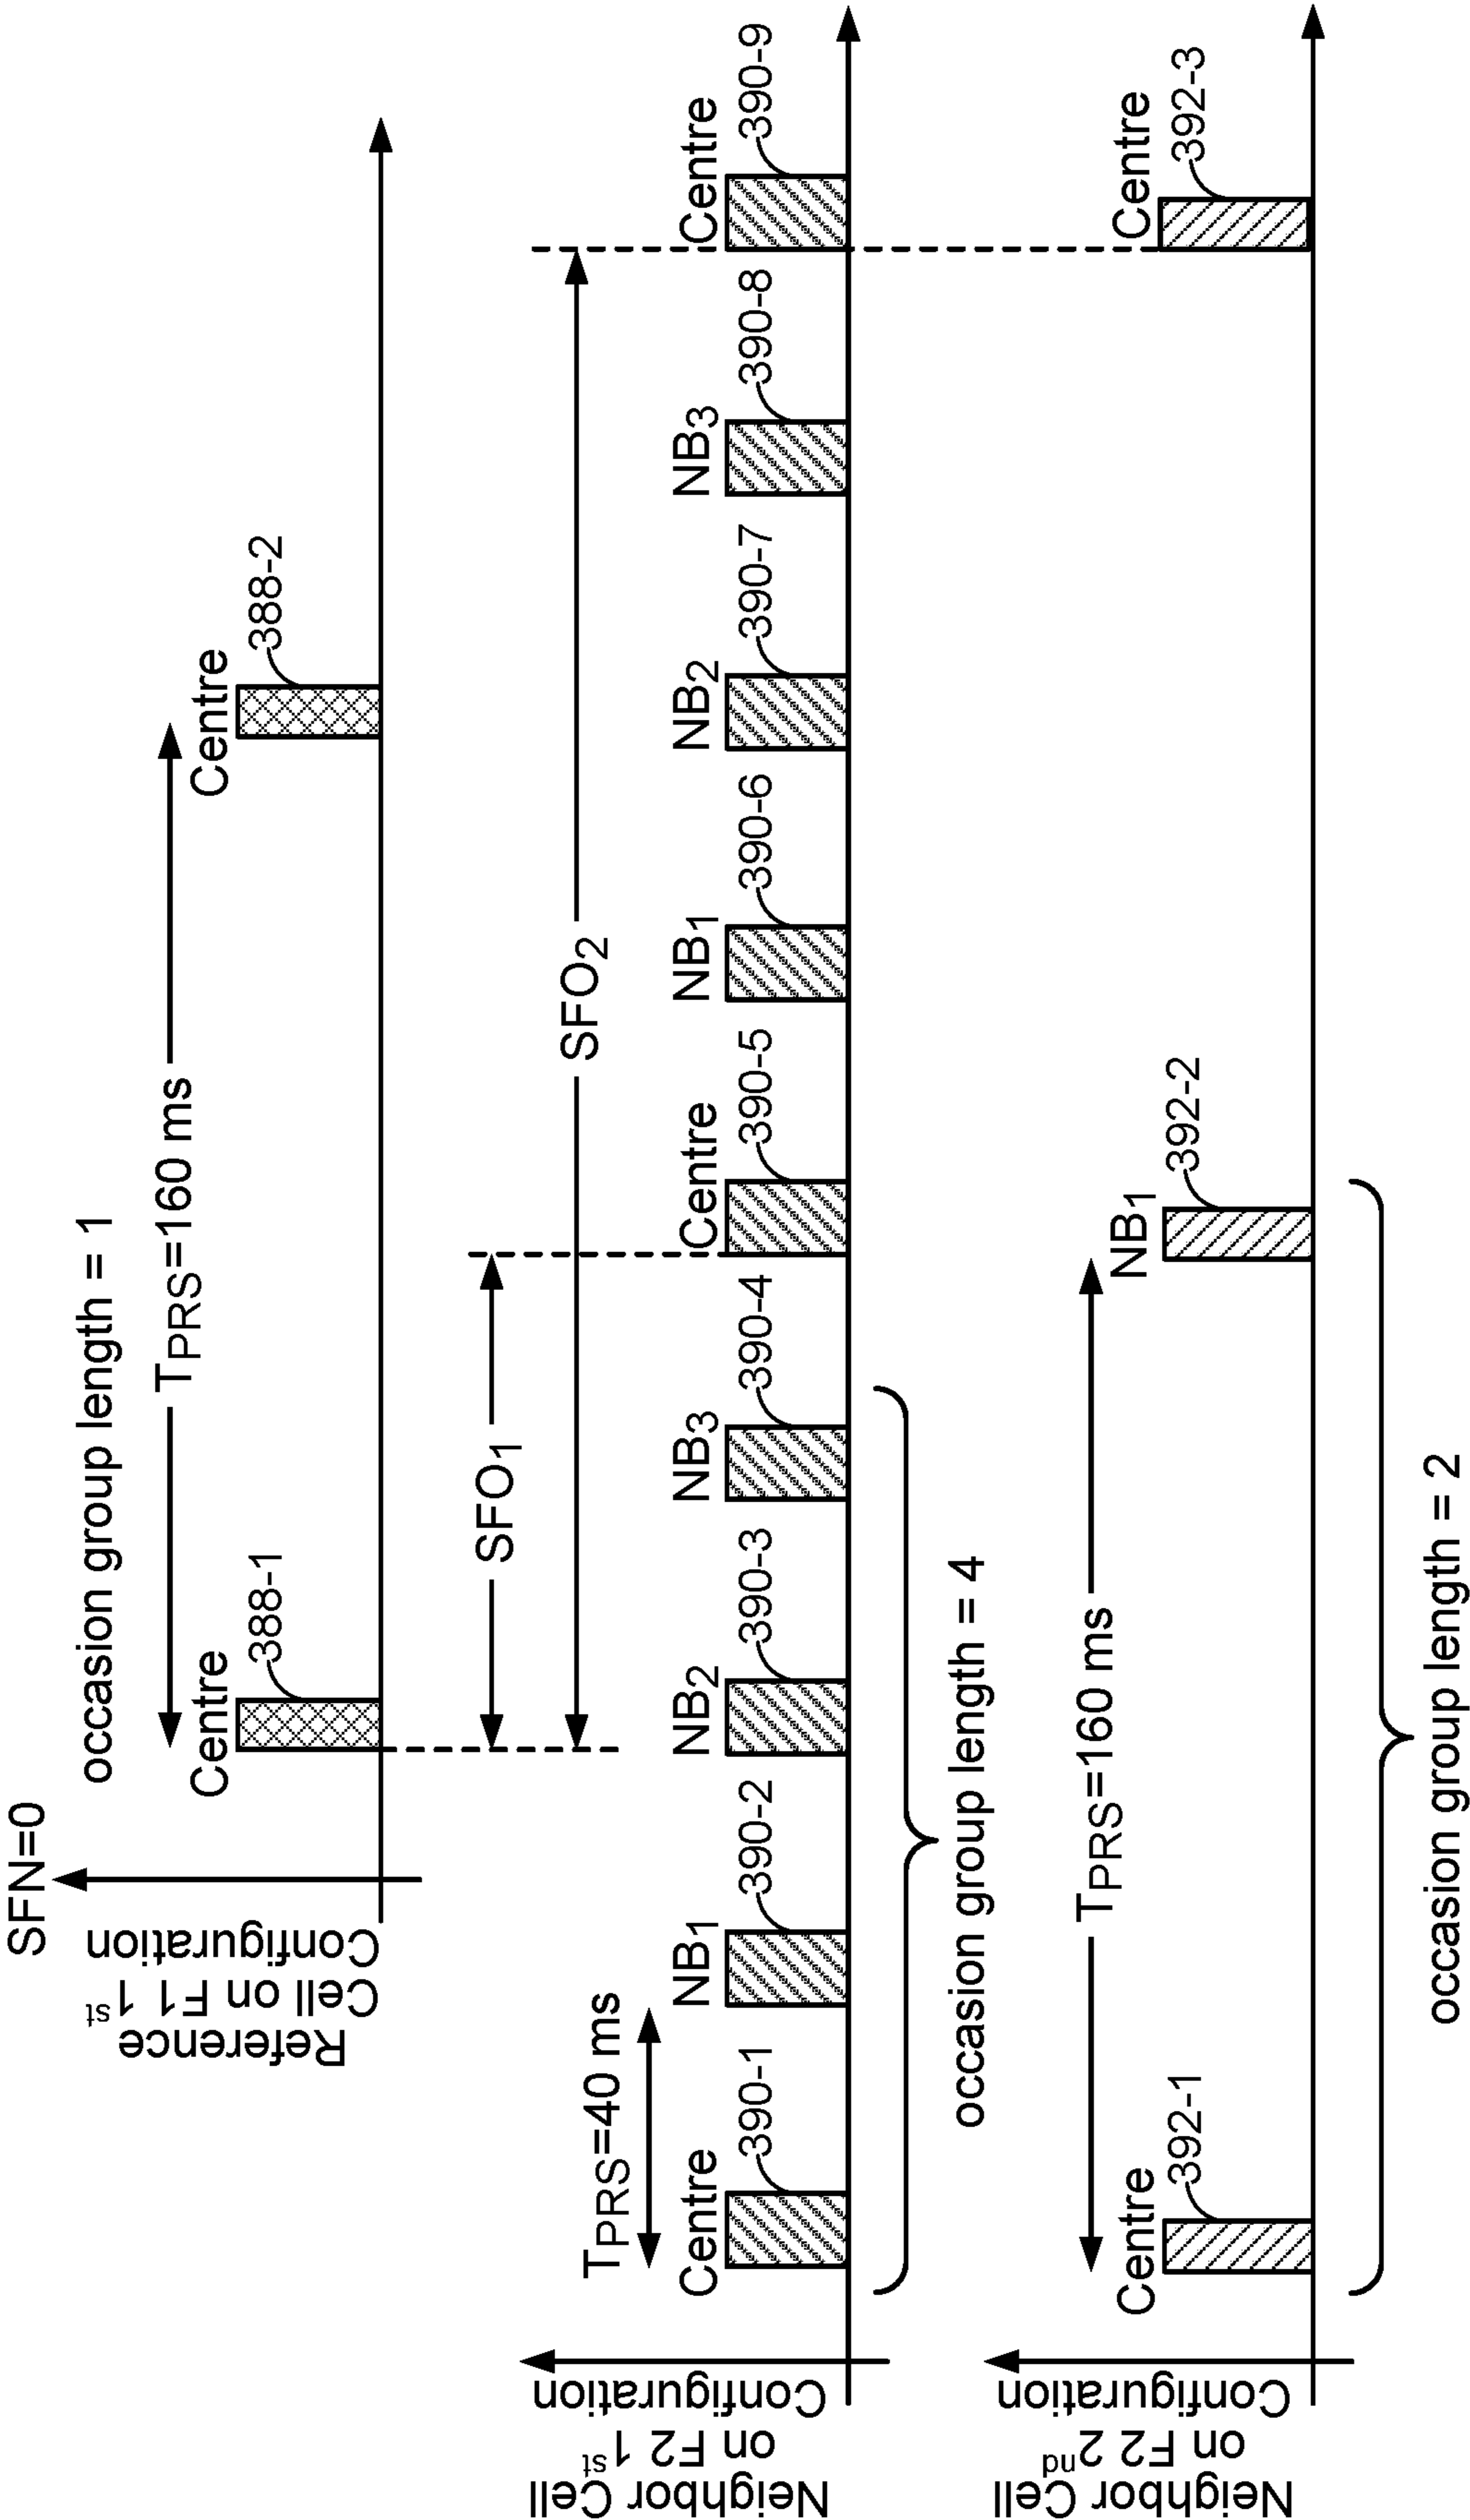 SFN=0
Reference
Cell on F1 1st
Configuration
occasion group length = 1
TPRS=160 ms
Centre
388-1
Centre
388-2
SFO1
SFO2
Neighbor Cell
on F2 1st
Configuration
TPRS=40 ms
Centre
390-1
NB1
390-2
NB2
390-3
NB3
390-4
Centre
390-5
NB1
390-6
NB2
390-7
NB3
390-8
Centre
390-9
occasion group length = 4
Neighbor Cell
on F2 2nd
Configuration
TPRS=160 ms
Centre
392-1
NB1
392-2
Centre
392-3
occasion group length = 2